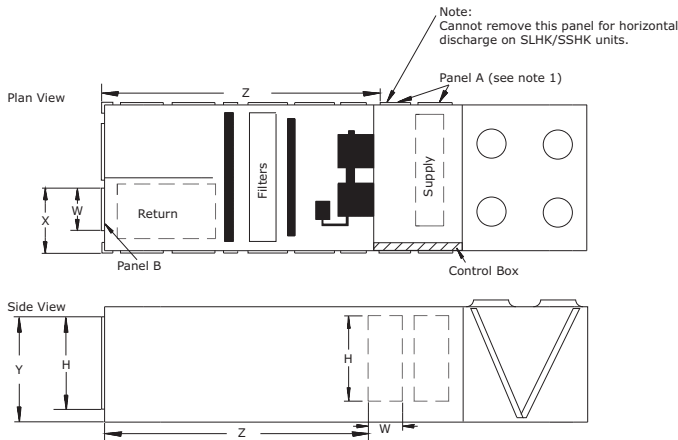 Note:
Cannot remove this panel for horizontal
discharge on SLHK/SSHK units.
Panel A (see note 1)
Plan View
Z
Filters
Supply
X
W
Return
Panel B
Control Box
Side View
Y
H
H
W
Z